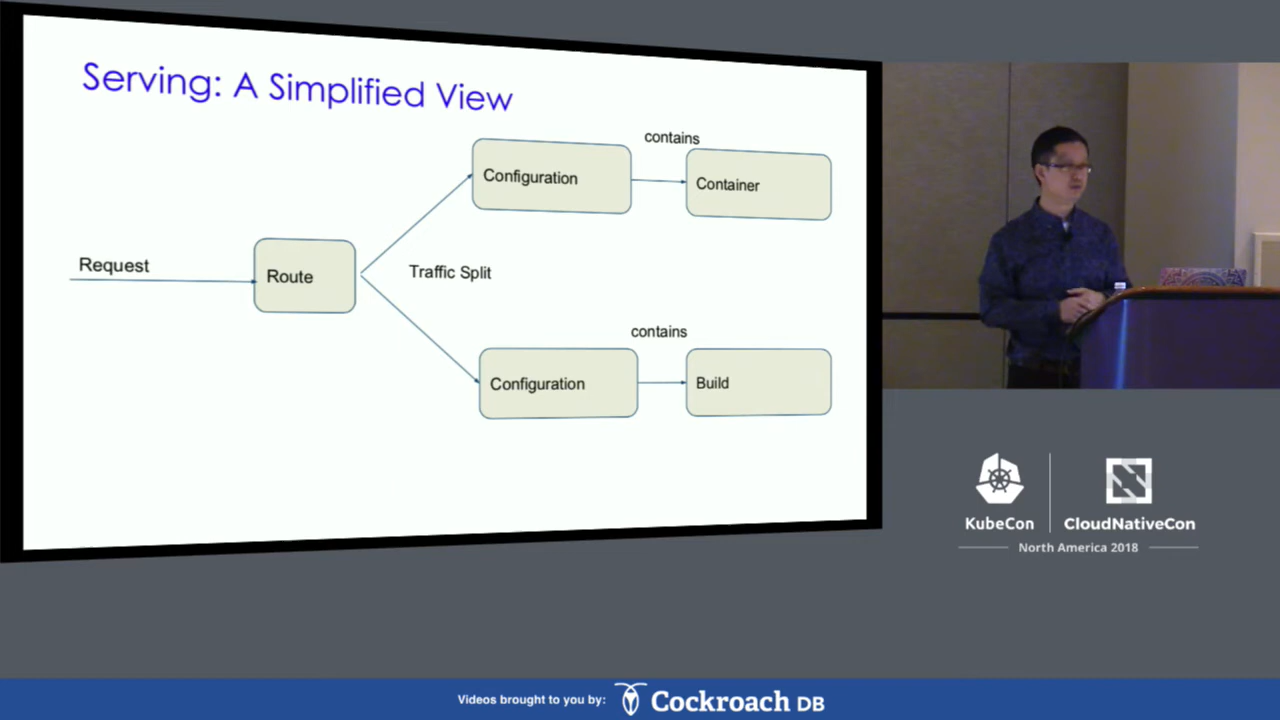 Serving: A Simplified View
contains
Configuration
Container
Request
Route
Traffic Split
contains
Configuration
Build
KubeCon
CloudNativeCon
North America 2018
Videos brought to you by:
Cockroach DB